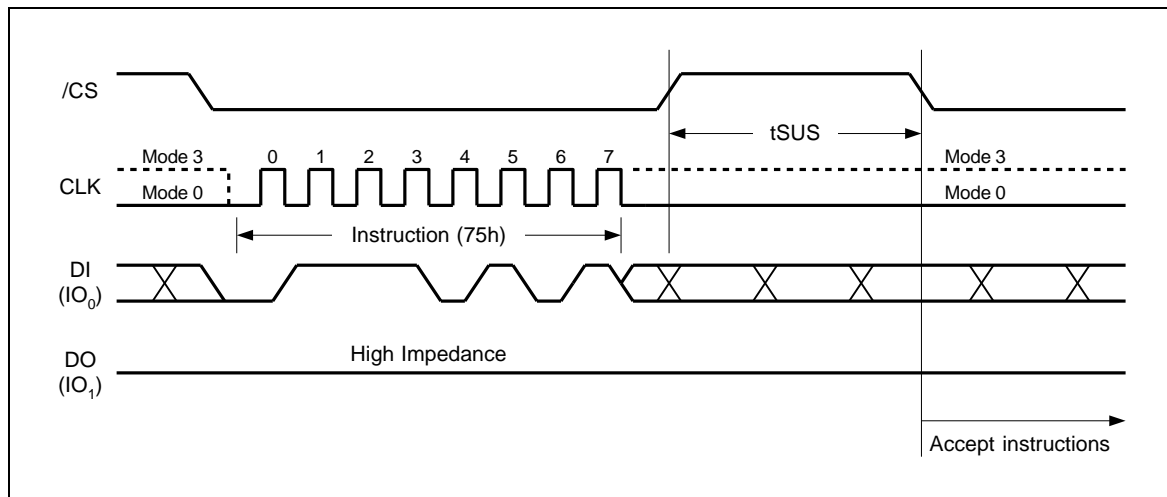 /CS
tSUS
0 1 2 3 4 5 6 7
Mode 3 Mode 3
CLK
Mode 0 Mode 0
Instruction (75h)
DI
(IO0)
High Impedance
DO
(IO1)
Accept instructions